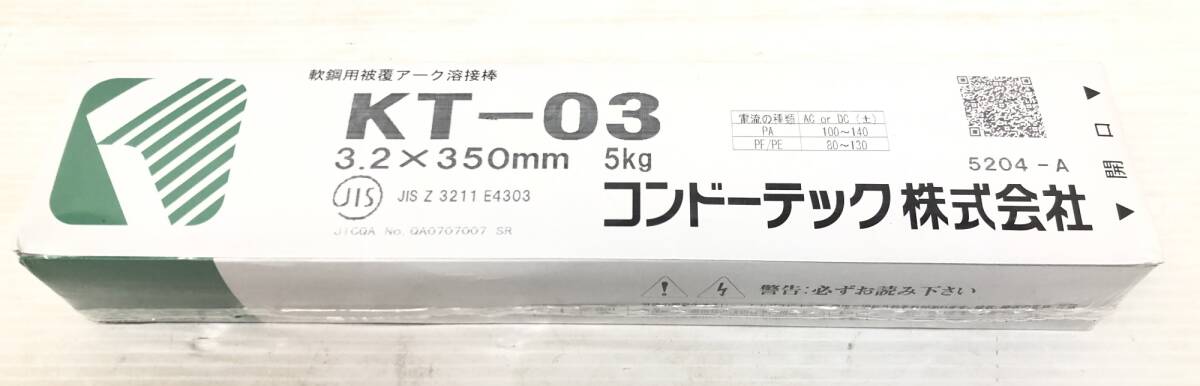 軟鋼用被覆アーク溶接棒
KT-03
3.2×350mm 5kg
JIS JIS Z 3211 E4303
JICQA No. QA0707007 SR
電流の種類 AC or DC (±)
PA 100～140
PF/PE 80～130
5204-A
コンドーテック株式会社
開口
警告:必ずお読み下さい